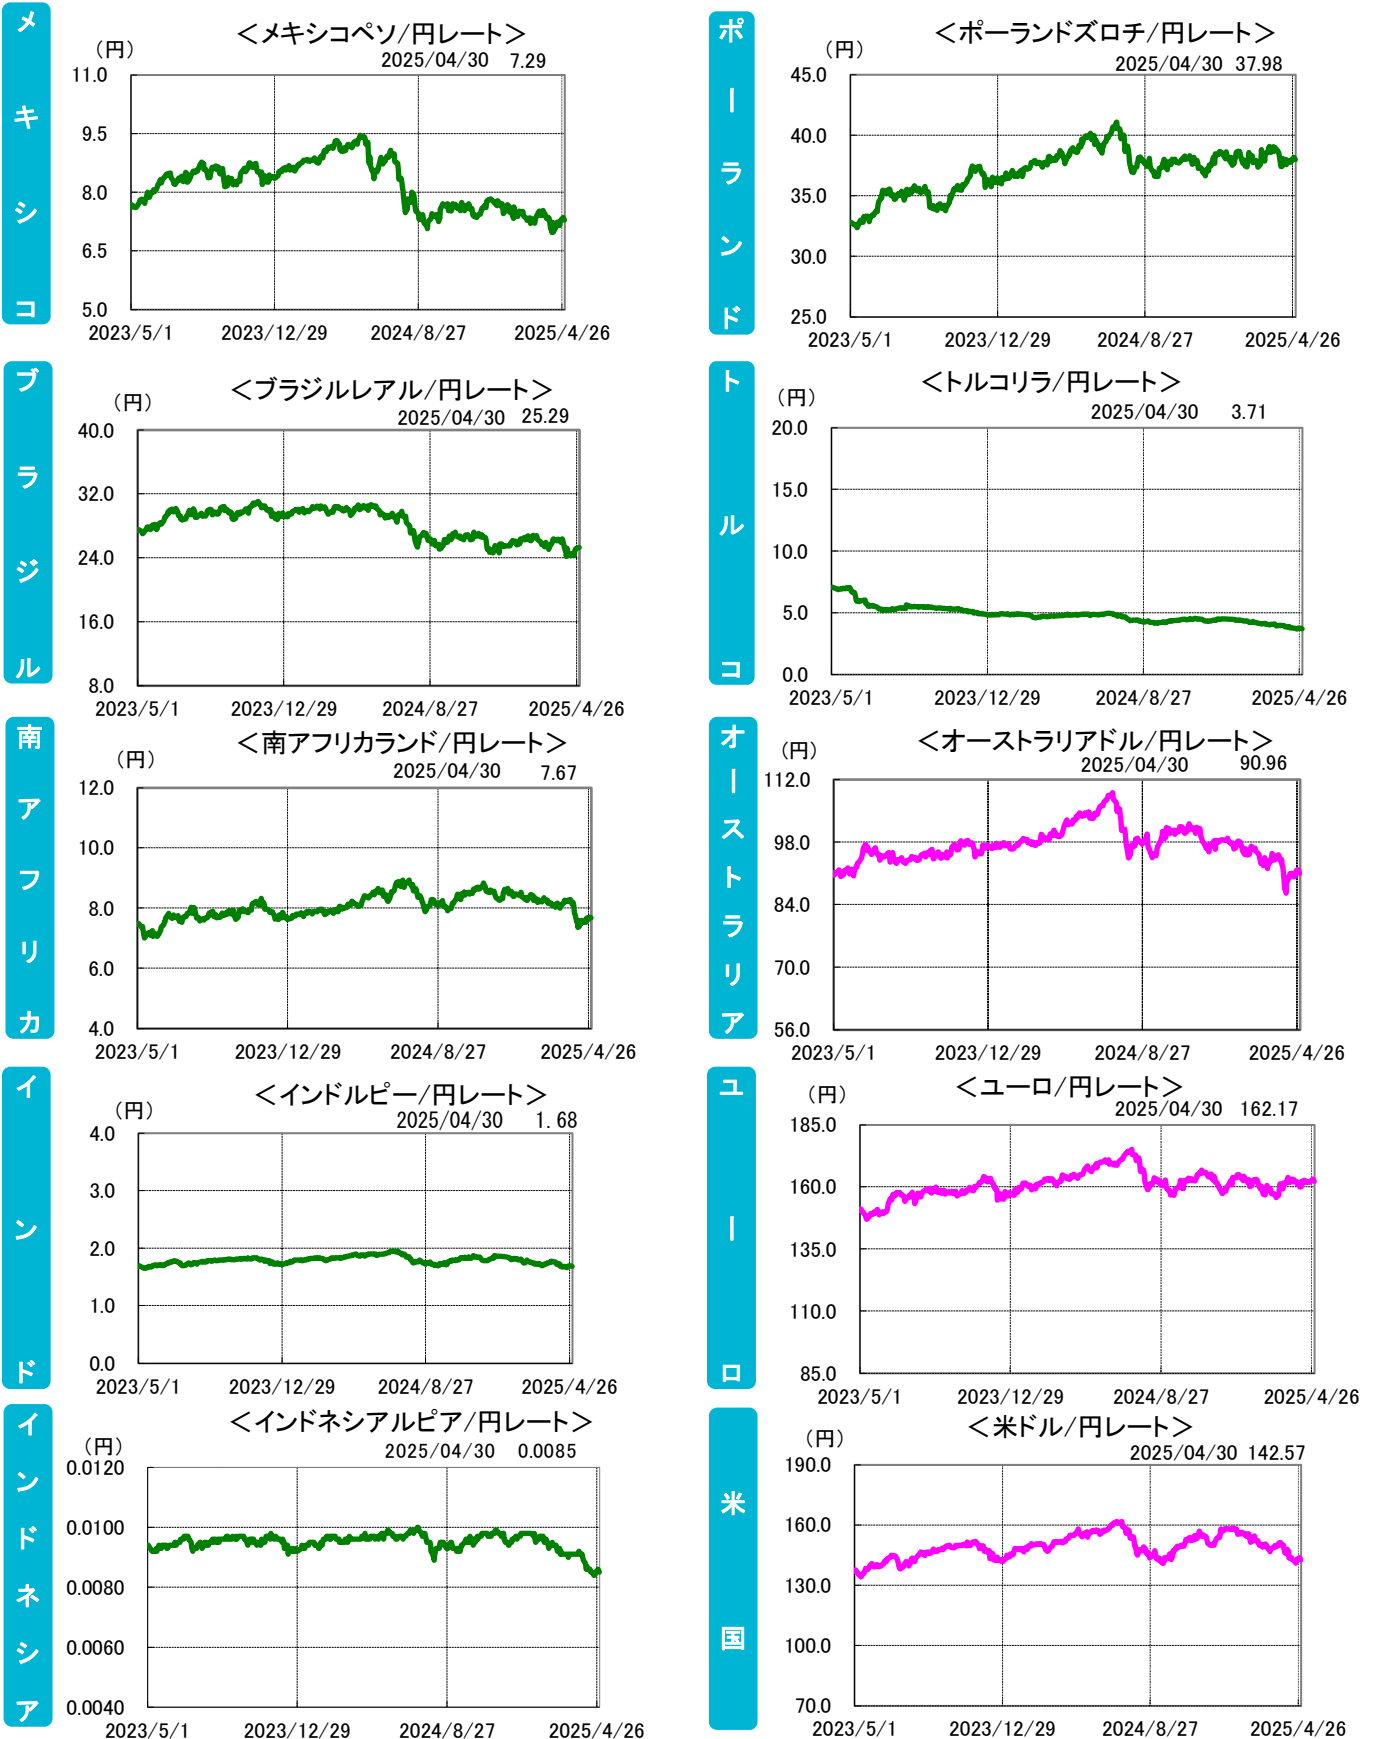 メキシコ
＜メキシコペソ/円レート＞
（円）
2025/04/30 7.29
11.0
9.5
8.0
6.5
5.0
2023/5/1 2023/12/29 2024/8/27 2025/4/26
ポーランド
＜ポーランドズロチ/円レート＞
（円）
2025/04/30 37.98
45.0
40.0
35.0
30.0
25.0
2023/5/1 2023/12/29 2024/8/27 2025/4/26
ブラジル
＜ブラジルレアル/円レート＞
（円）
2025/04/30 25.29
40.0
32.0
24.0
16.0
8.0
2023/5/1 2023/12/29 2024/8/27 2025/4/26
トルコ
＜トルコリラ/円レート＞
（円）
2025/04/30 3.71
20.0
15.0
10.0
5.0
0.0
2023/5/1 2023/12/29 2024/8/27 2025/4/26
南アフリカ
＜南アフリカランド/円レート＞
（円）
2025/04/30 7.67
12.0
10.0
8.0
6.0
4.0
2023/5/1 2023/12/29 2024/8/27 2025/4/26
オーストラリア
＜オーストラリアドル/円レート＞
（円）
2025/04/30 90.96
112.0
98.0
84.0
70.0
56.0
2023/5/1 2023/12/29 2024/8/27 2025/4/26
インド
＜インドルピー/円レート＞
（円）
2025/04/30 1.68
4.0
3.0
2.0
1.0
0.0
2023/5/1 2023/12/29 2024/8/27 2025/4/26
ユーロ
＜ユーロ/円レート＞
（円）
2025/04/30 162.17
185.0
160.0
135.0
110.0
85.0
2023/5/1 2023/12/29 2024/8/27 2025/4/26
インドネシア
＜インドネシアルピア/円レート＞
（円）
2025/04/30 0.0085
0.0120
0.0100
0.0080
0.0060
0.0040
2023/5/1 2023/12/29 2024/8/27 2025/4/26
米国
＜米ドル/円レート＞
（円）
2025/04/30 142.57
190.0
160.0
130.0
100.0
70.0
2023/5/1 2023/12/29 2024/8/27 2025/4/26